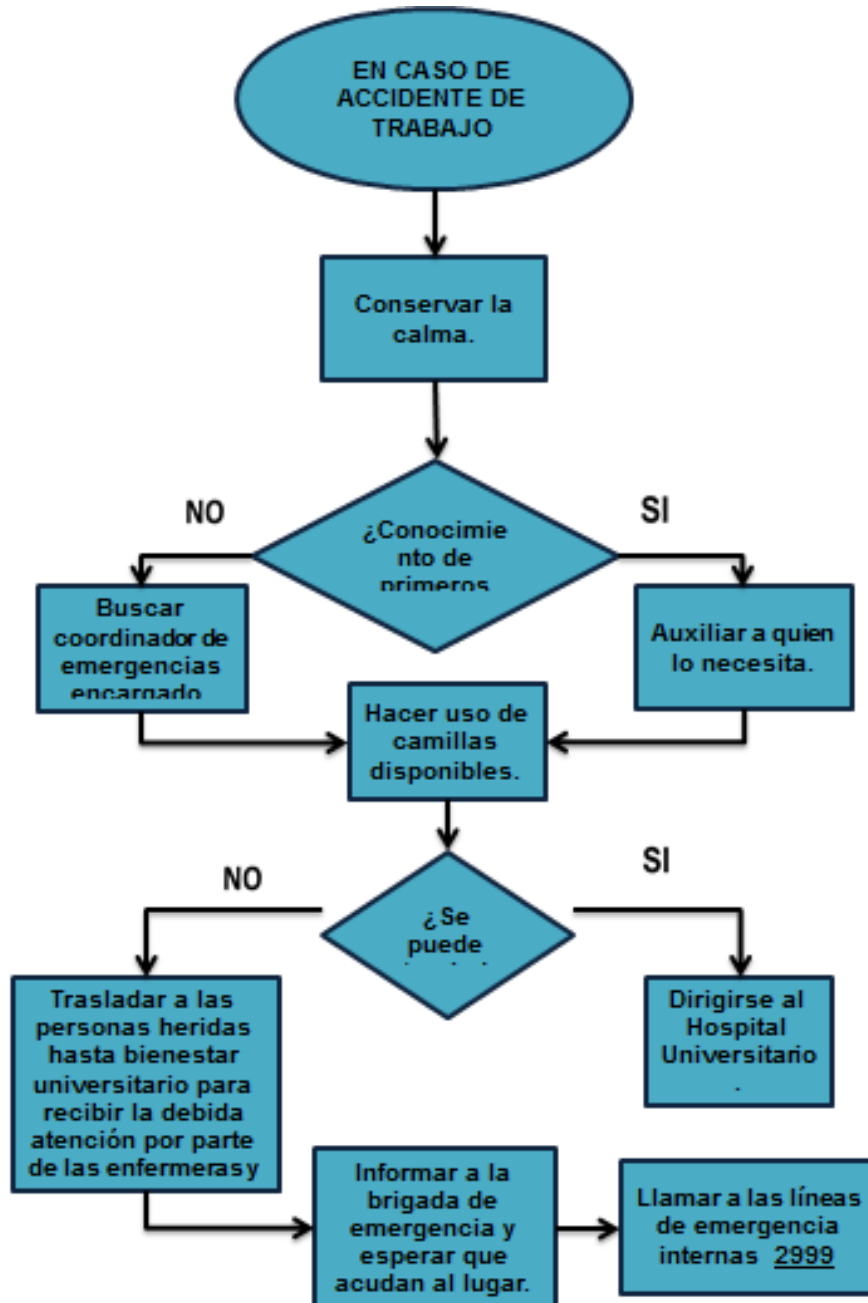 EN CASO DE
ACCIDENTE DE
TRABAJO
Conservar la
calma.
NO
SI
¿Conocimie
nto de
primeros
Buscar
coordinador de
emergencias
encargado
Auxiliar a quien
lo necesita.
Hacer uso de
camillas
disponibles.
NO
SI
¿Se
puede
Trasladar a las
personas heridas
hasta bienestar
universitario para
recibir la debida
atención por parte
de las enfermeras y
Dirigirse al
Hospital
Universitario
.
Informar a la
brigada de
emergencia y
esperar que
acudan al lugar.
Llamar a las líneas
de emergencia
internas 2999